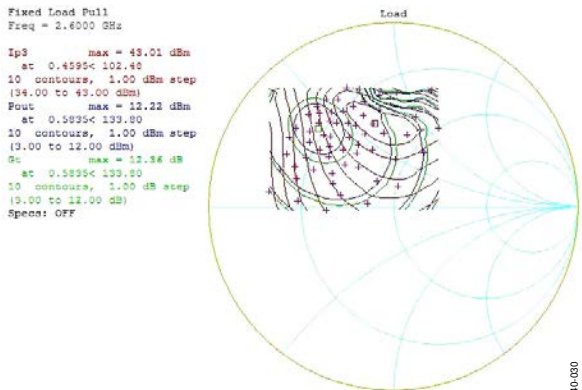 Fixed Load Pull
Freq = 2.6000 GHz
Load
Ip3 max = 43.01 dBm
at 0.4595< 102.40
10 contours, 1.00 dBm step
(34.00 to 43.00 dBm)
Pout max = 12.22 dBm
at 0.5835< 133.80
10 contours, 1.00 dBm step
(3.00 to 12.00 dBm)
Gt max = 12.36 dB
at 0.5835< 133.80
10 contours, 1.00 dB step
(3.00 to 12.00 dB)
Specs: OFF